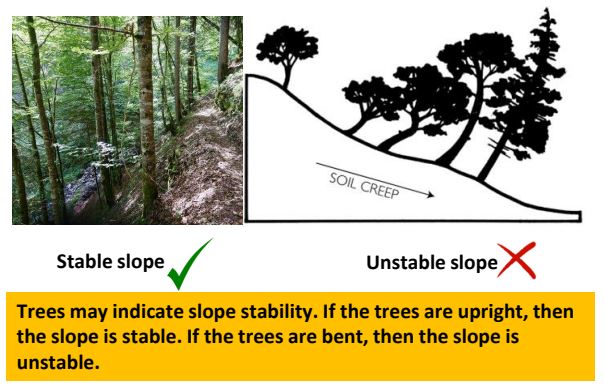 SOIL CREEP
Stable slope
Unstable slope
Trees may indicate slope stability. If the trees are upright, then
the slope is stable. If the trees are bent, then the slope is
unstable.